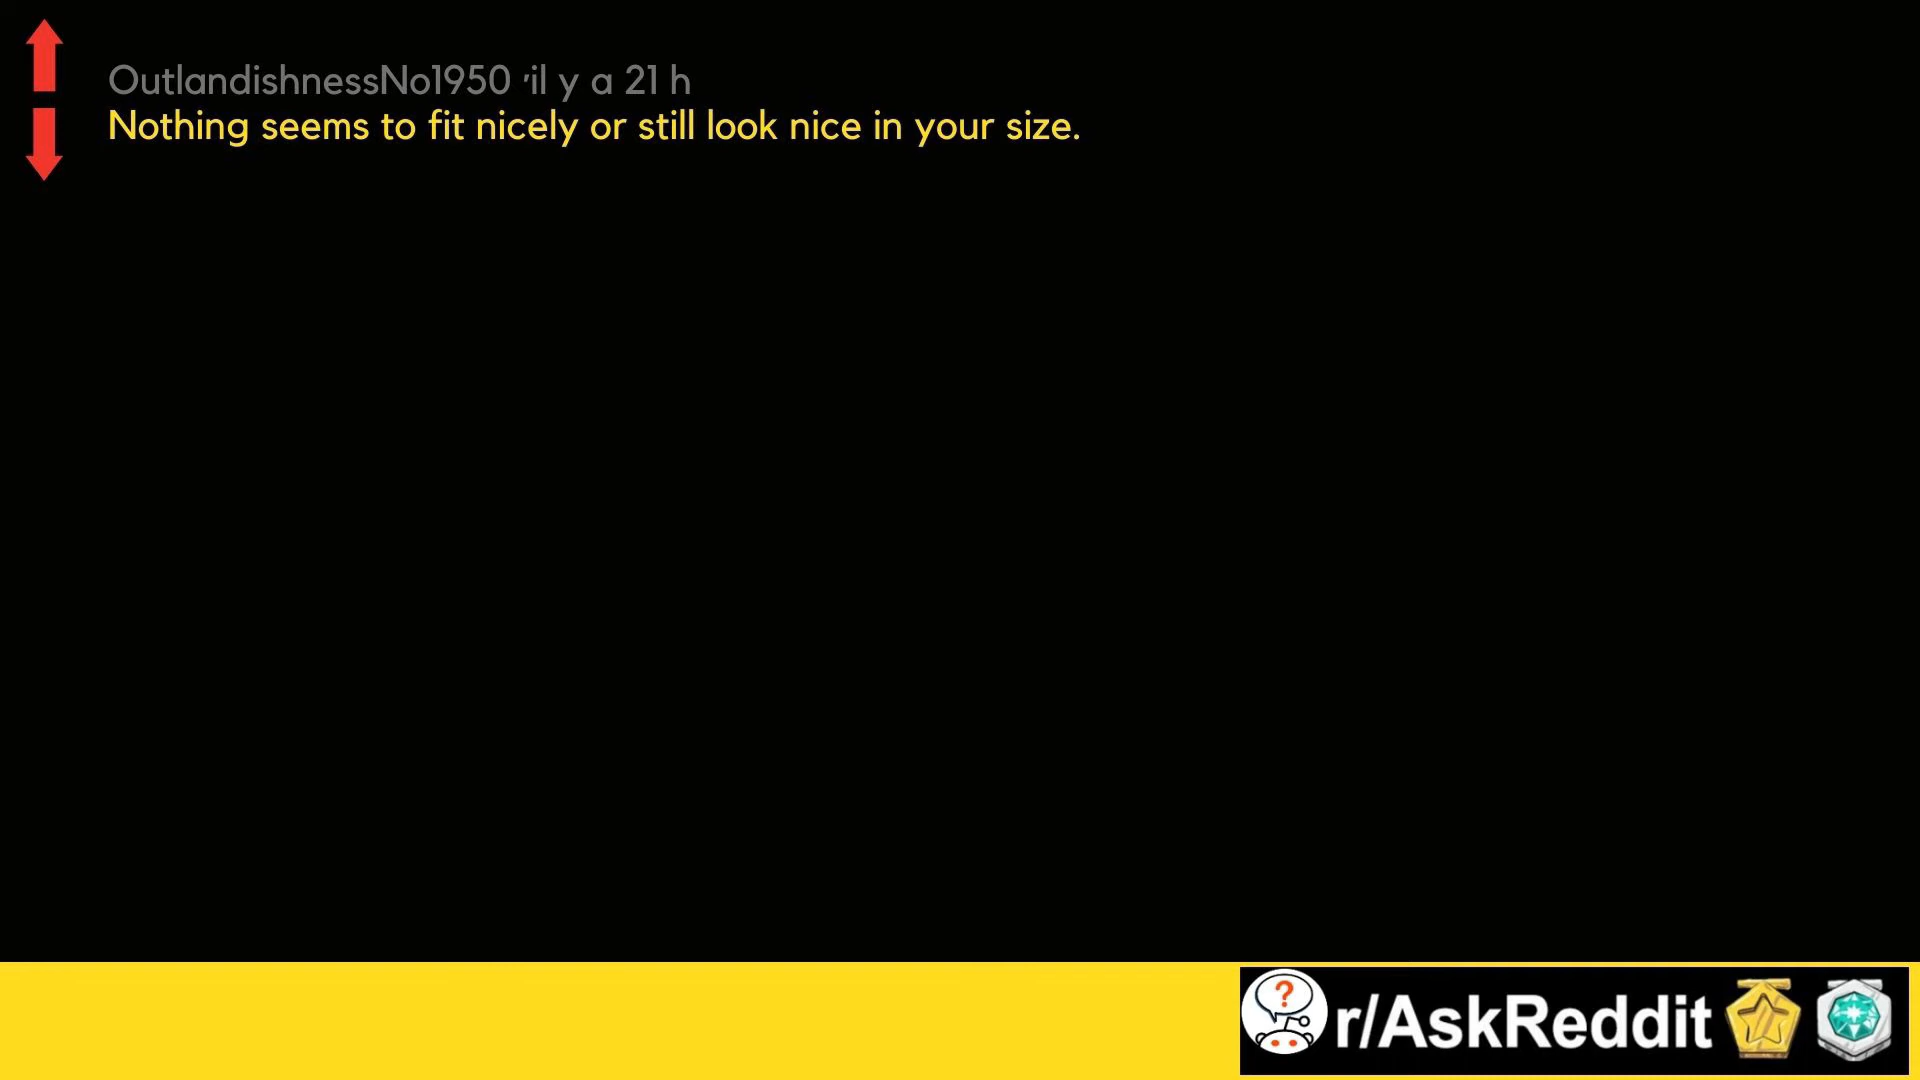 OutlandishnessNo1950 ·il y a 21 h
Nothing seems to fit nicely or still look nice in your size.
?
r/AskReddit